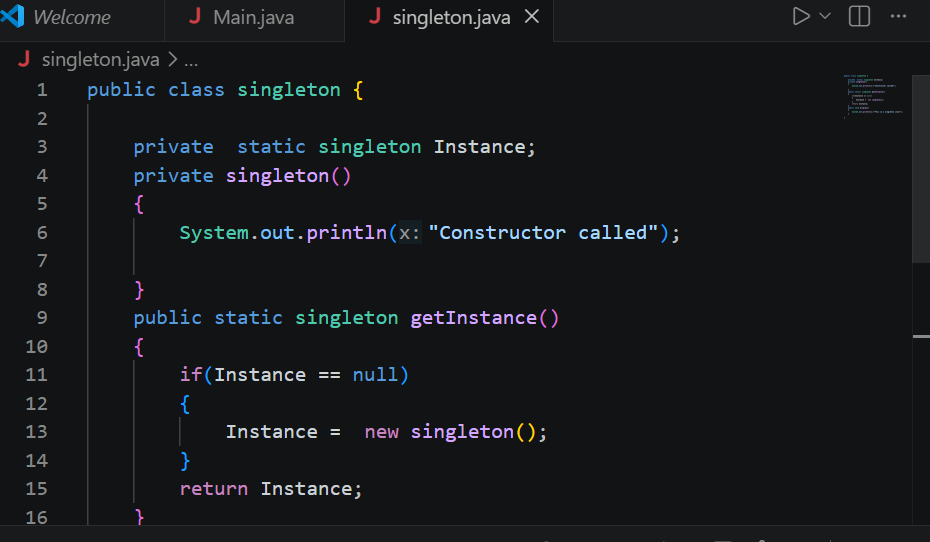 Welcome
J Main.java
J singleton.java
J singleton.java > ...
1 public class singleton {
2
3 private  static singleton Instance;
4 private singleton()
5 {
6 System.out.println(x: "Constructor called");
7
8 }
9 public static singleton getInstance()
10 {
11 if(Instance == null)
12 {
13 Instance =  new singleton();
14 }
15 return Instance;
16 }